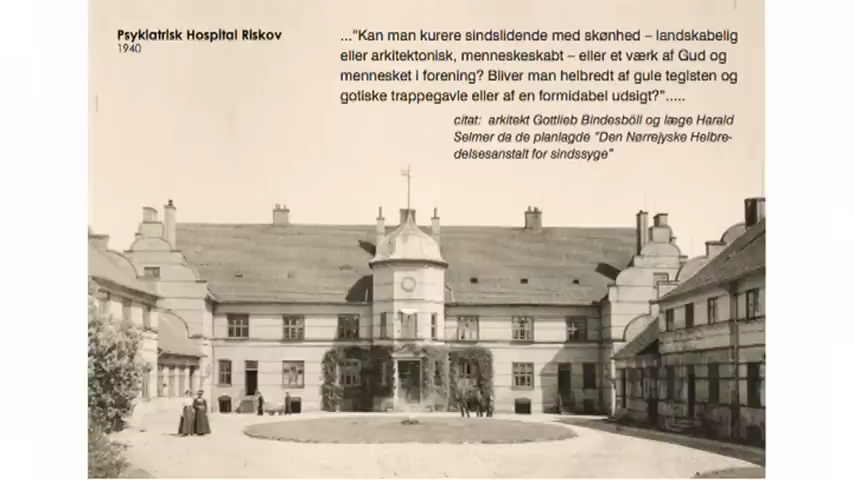 Psykiatrisk Hospital Riskov
1940
..."Kan man kurere sindslidende med skønhed – landskabelig
eller arkitektonisk, menneskeskabt – eller et værk af Gud og
mennesket i forening? Bliver man helbredt af gule teglsten og
gotiske trappegavle eller af en formidabel udsigt?".....
citat: arkitekt Gottlieb Bindesböll og læge Harald
Selmer da de planlagde "Den Nørrejyske Helbre-
delsesanstalt for sindssyge"